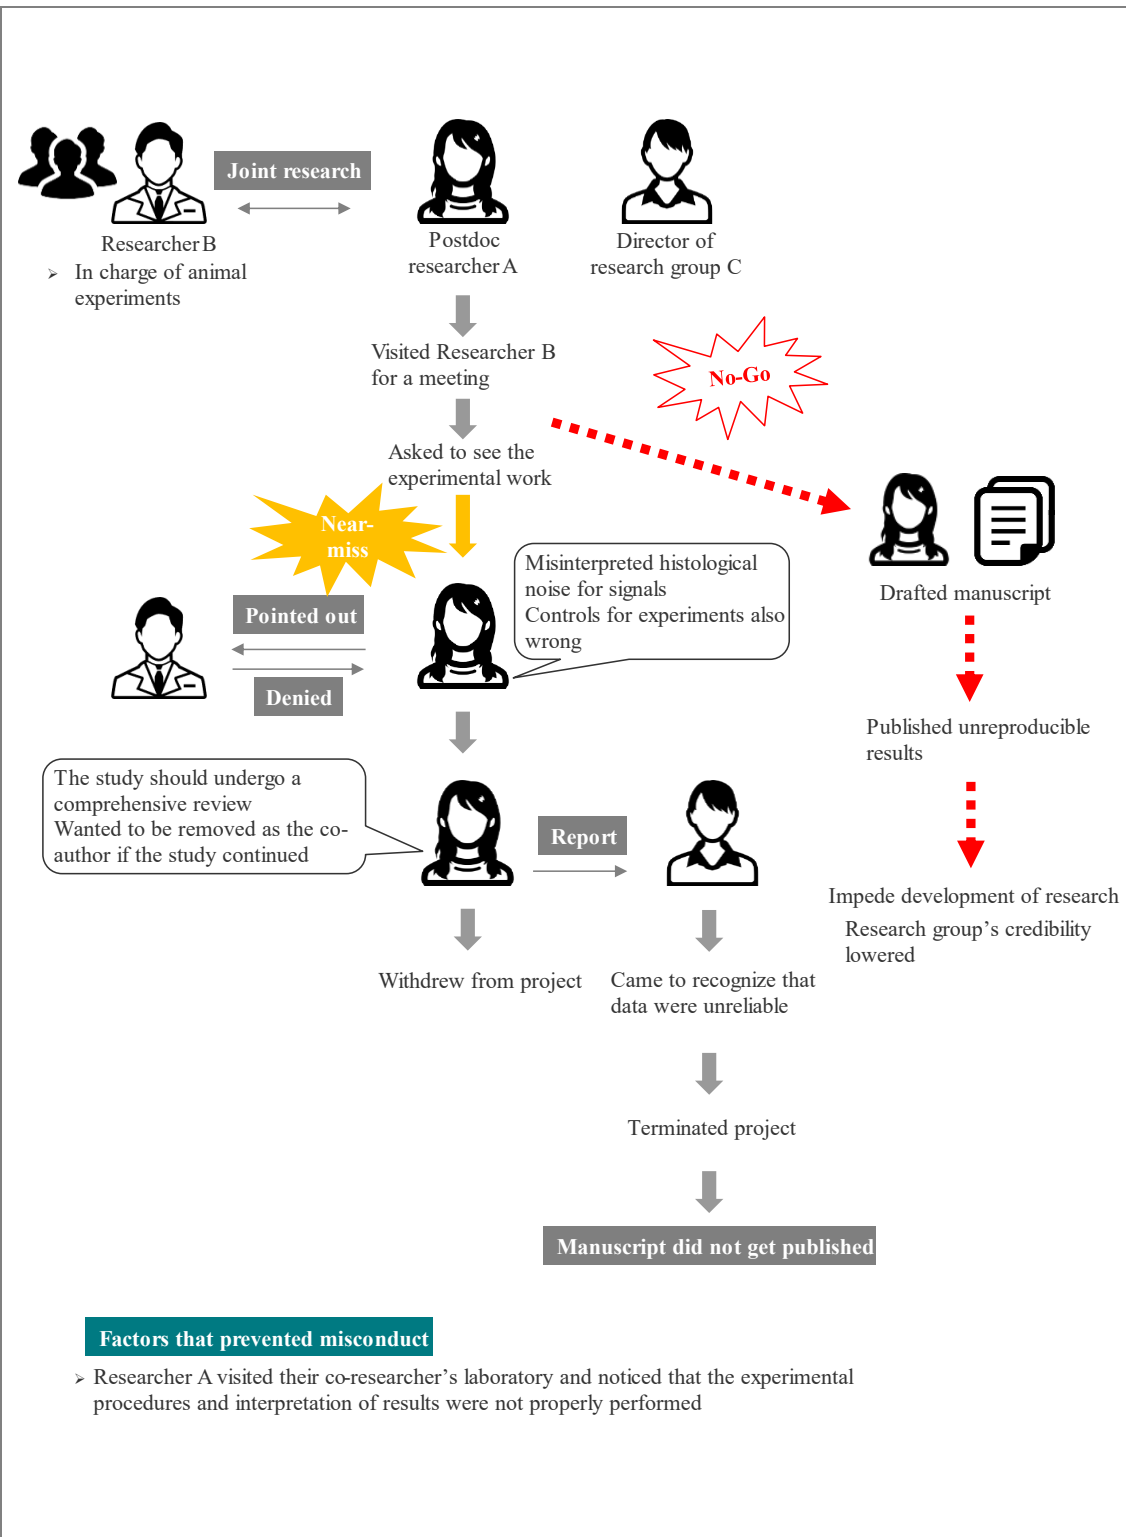 Joint research
Researcher B
➢ In charge of animal
experiments
Postdoc
researcher A
Director of
research group C
Visited Researcher B
for a meeting
No-Go
Asked to see the
experimental work
Near-
miss
Misinterpreted histological
noise for signals
Controls for experiments also
wrong
Drafted manuscript
Pointed out
Denied
Published unreproducible
results
The study should undergo a
comprehensive review
Wanted to be removed as the co-
author if the study continued
Report
Impede development of research
Research group’s credibility
lowered
Withdrew from project
Came to recognize that
data were unreliable
Terminated project
Manuscript did not get published
Factors that prevented misconduct
➢ Researcher A visited their co-researcher’s laboratory and noticed that the experimental
procedures and interpretation of results were not properly performed